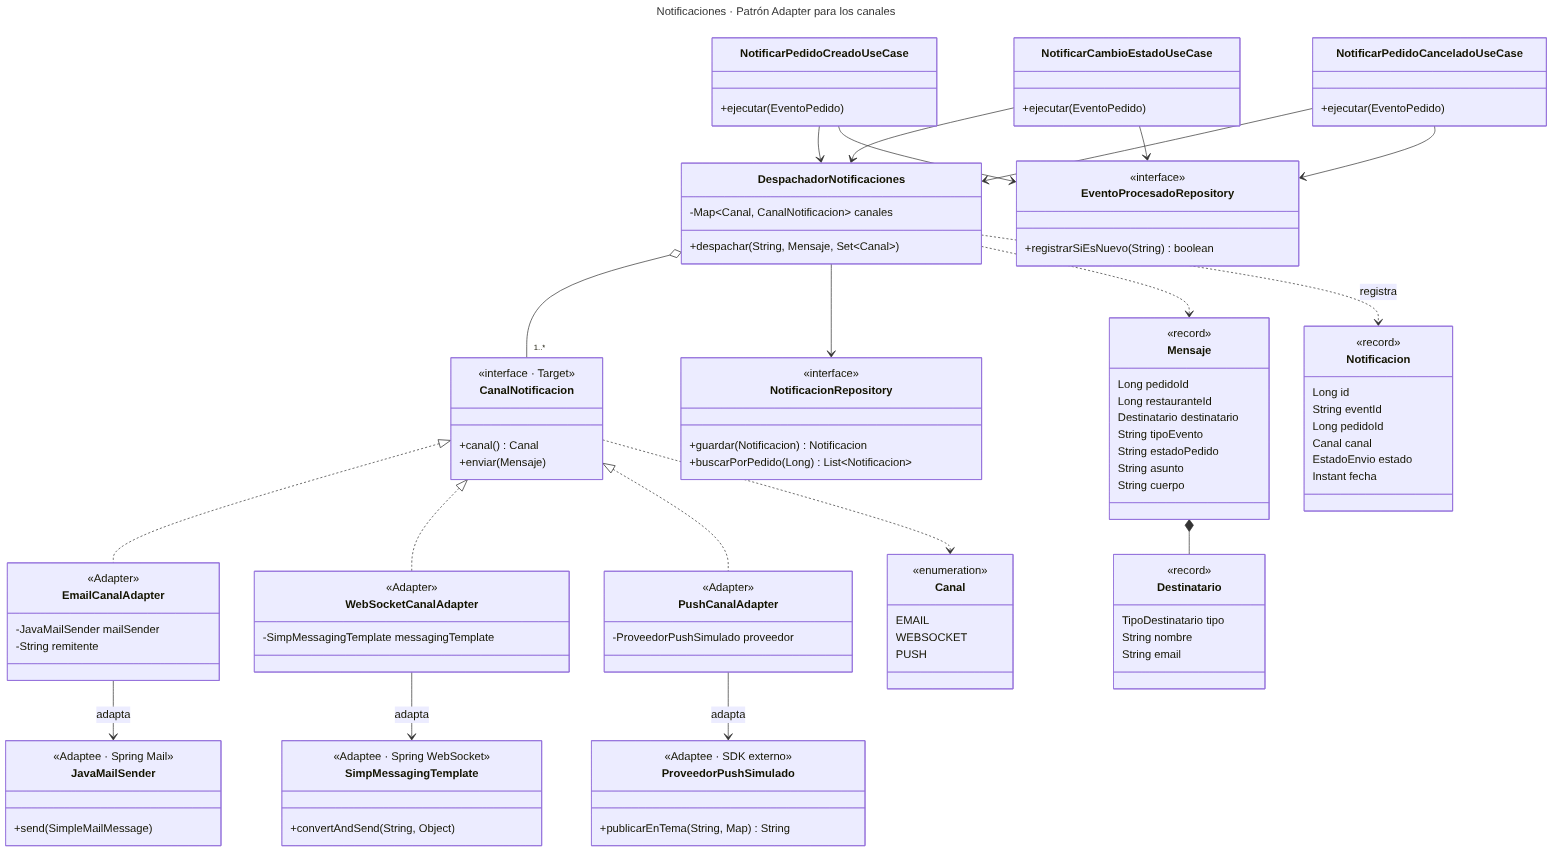 Notificaciones · Patrón Adapter para los canales
NotificarPedidoCreadoUseCase
+ejecutar(EventoPedido)
NotificarCambioEstadoUseCase
+ejecutar(EventoPedido)
NotificarPedidoCanceladoUseCase
+ejecutar(EventoPedido)
DespachadorNotificaciones
-Map<Canal, CanalNotificacion> canales
+despachar(String, Mensaje, Set<Canal>)
«interface»
EventoProcesadoRepository
+registrarSiEsNuevo(String) : boolean
registra
1..*
«interface · Target»
CanalNotificacion
+canal() : Canal
+enviar(Mensaje)
«interface»
NotificacionRepository
+guardar(Notificacion) : Notificacion
+buscarPorPedido(Long) : List<Notificacion>
«record»
Mensaje
Long pedidoId
Long restauranteId
Destinatario destinatario
String tipoEvento
String estadoPedido
String asunto
String cuerpo
«record»
Notificacion
Long id
String eventId
Long pedidoId
Canal canal
EstadoEnvio estado
Instant fecha
«Adapter»
EmailCanalAdapter
-JavaMailSender mailSender
-String remitente
«Adapter»
WebSocketCanalAdapter
-SimpMessagingTemplate messagingTemplate
«Adapter»
PushCanalAdapter
-ProveedorPushSimulado proveedor
«enumeration»
Canal
EMAIL
WEBSOCKET
PUSH
«record»
Destinatario
TipoDestinatario tipo
String nombre
String email
adapta
adapta
adapta
«Adaptee · Spring Mail»
JavaMailSender
+send(SimpleMailMessage)
«Adaptee · Spring WebSocket»
SimpMessagingTemplate
+convertAndSend(String, Object)
«Adaptee · SDK externo»
ProveedorPushSimulado
+publicarEnTema(String, Map) : String